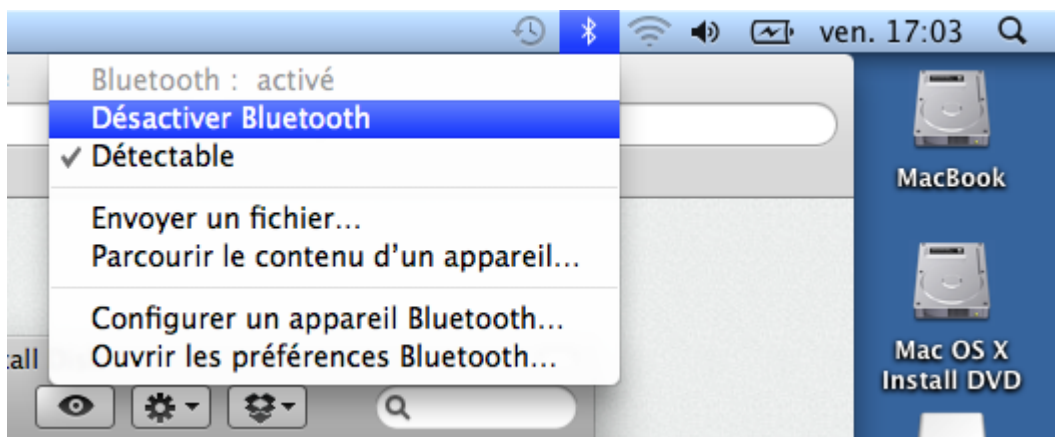 ven. 17:03
Bluetooth : activé
Désactiver Bluetooth
✓ Détectable
Envoyer un fichier...
Parcourir le contenu d'un appareil...
Configurer un appareil Bluetooth...
Ouvrir les préférences Bluetooth...
MacBook
Mac OS X
Install DVD